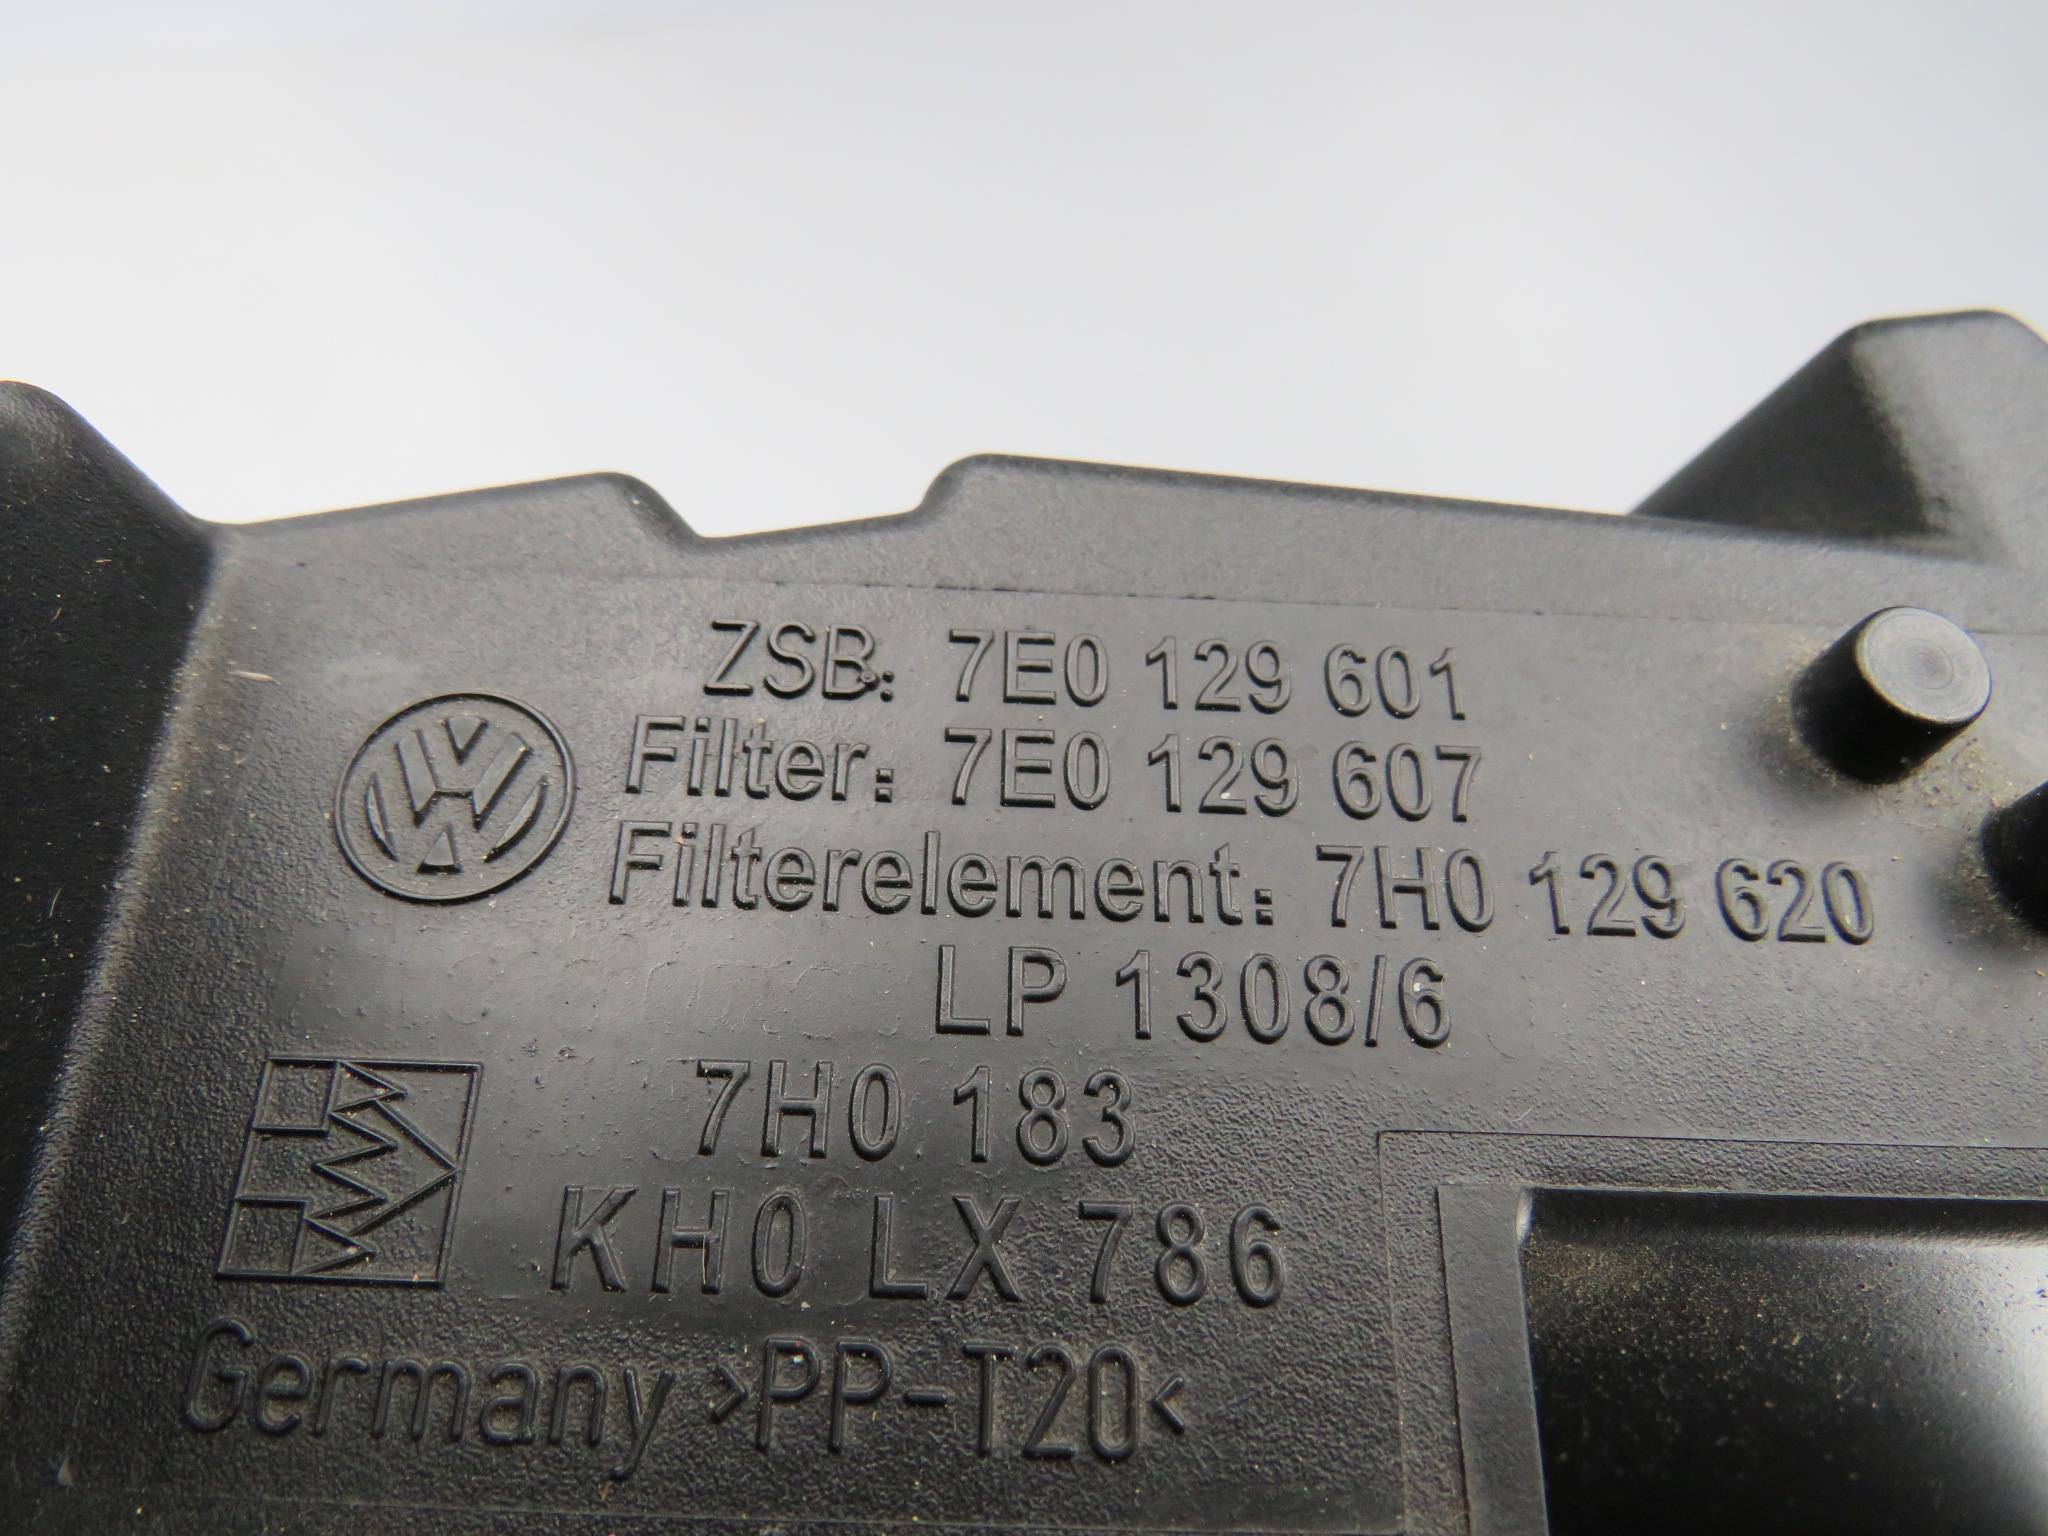 ZSB: 7E0 129 601
Filter: 7E0 129 607
Filterelement: 7H0 129 620
LP 1308/6
7H0 183
KH0 LX 786
Germany >PP-T20<